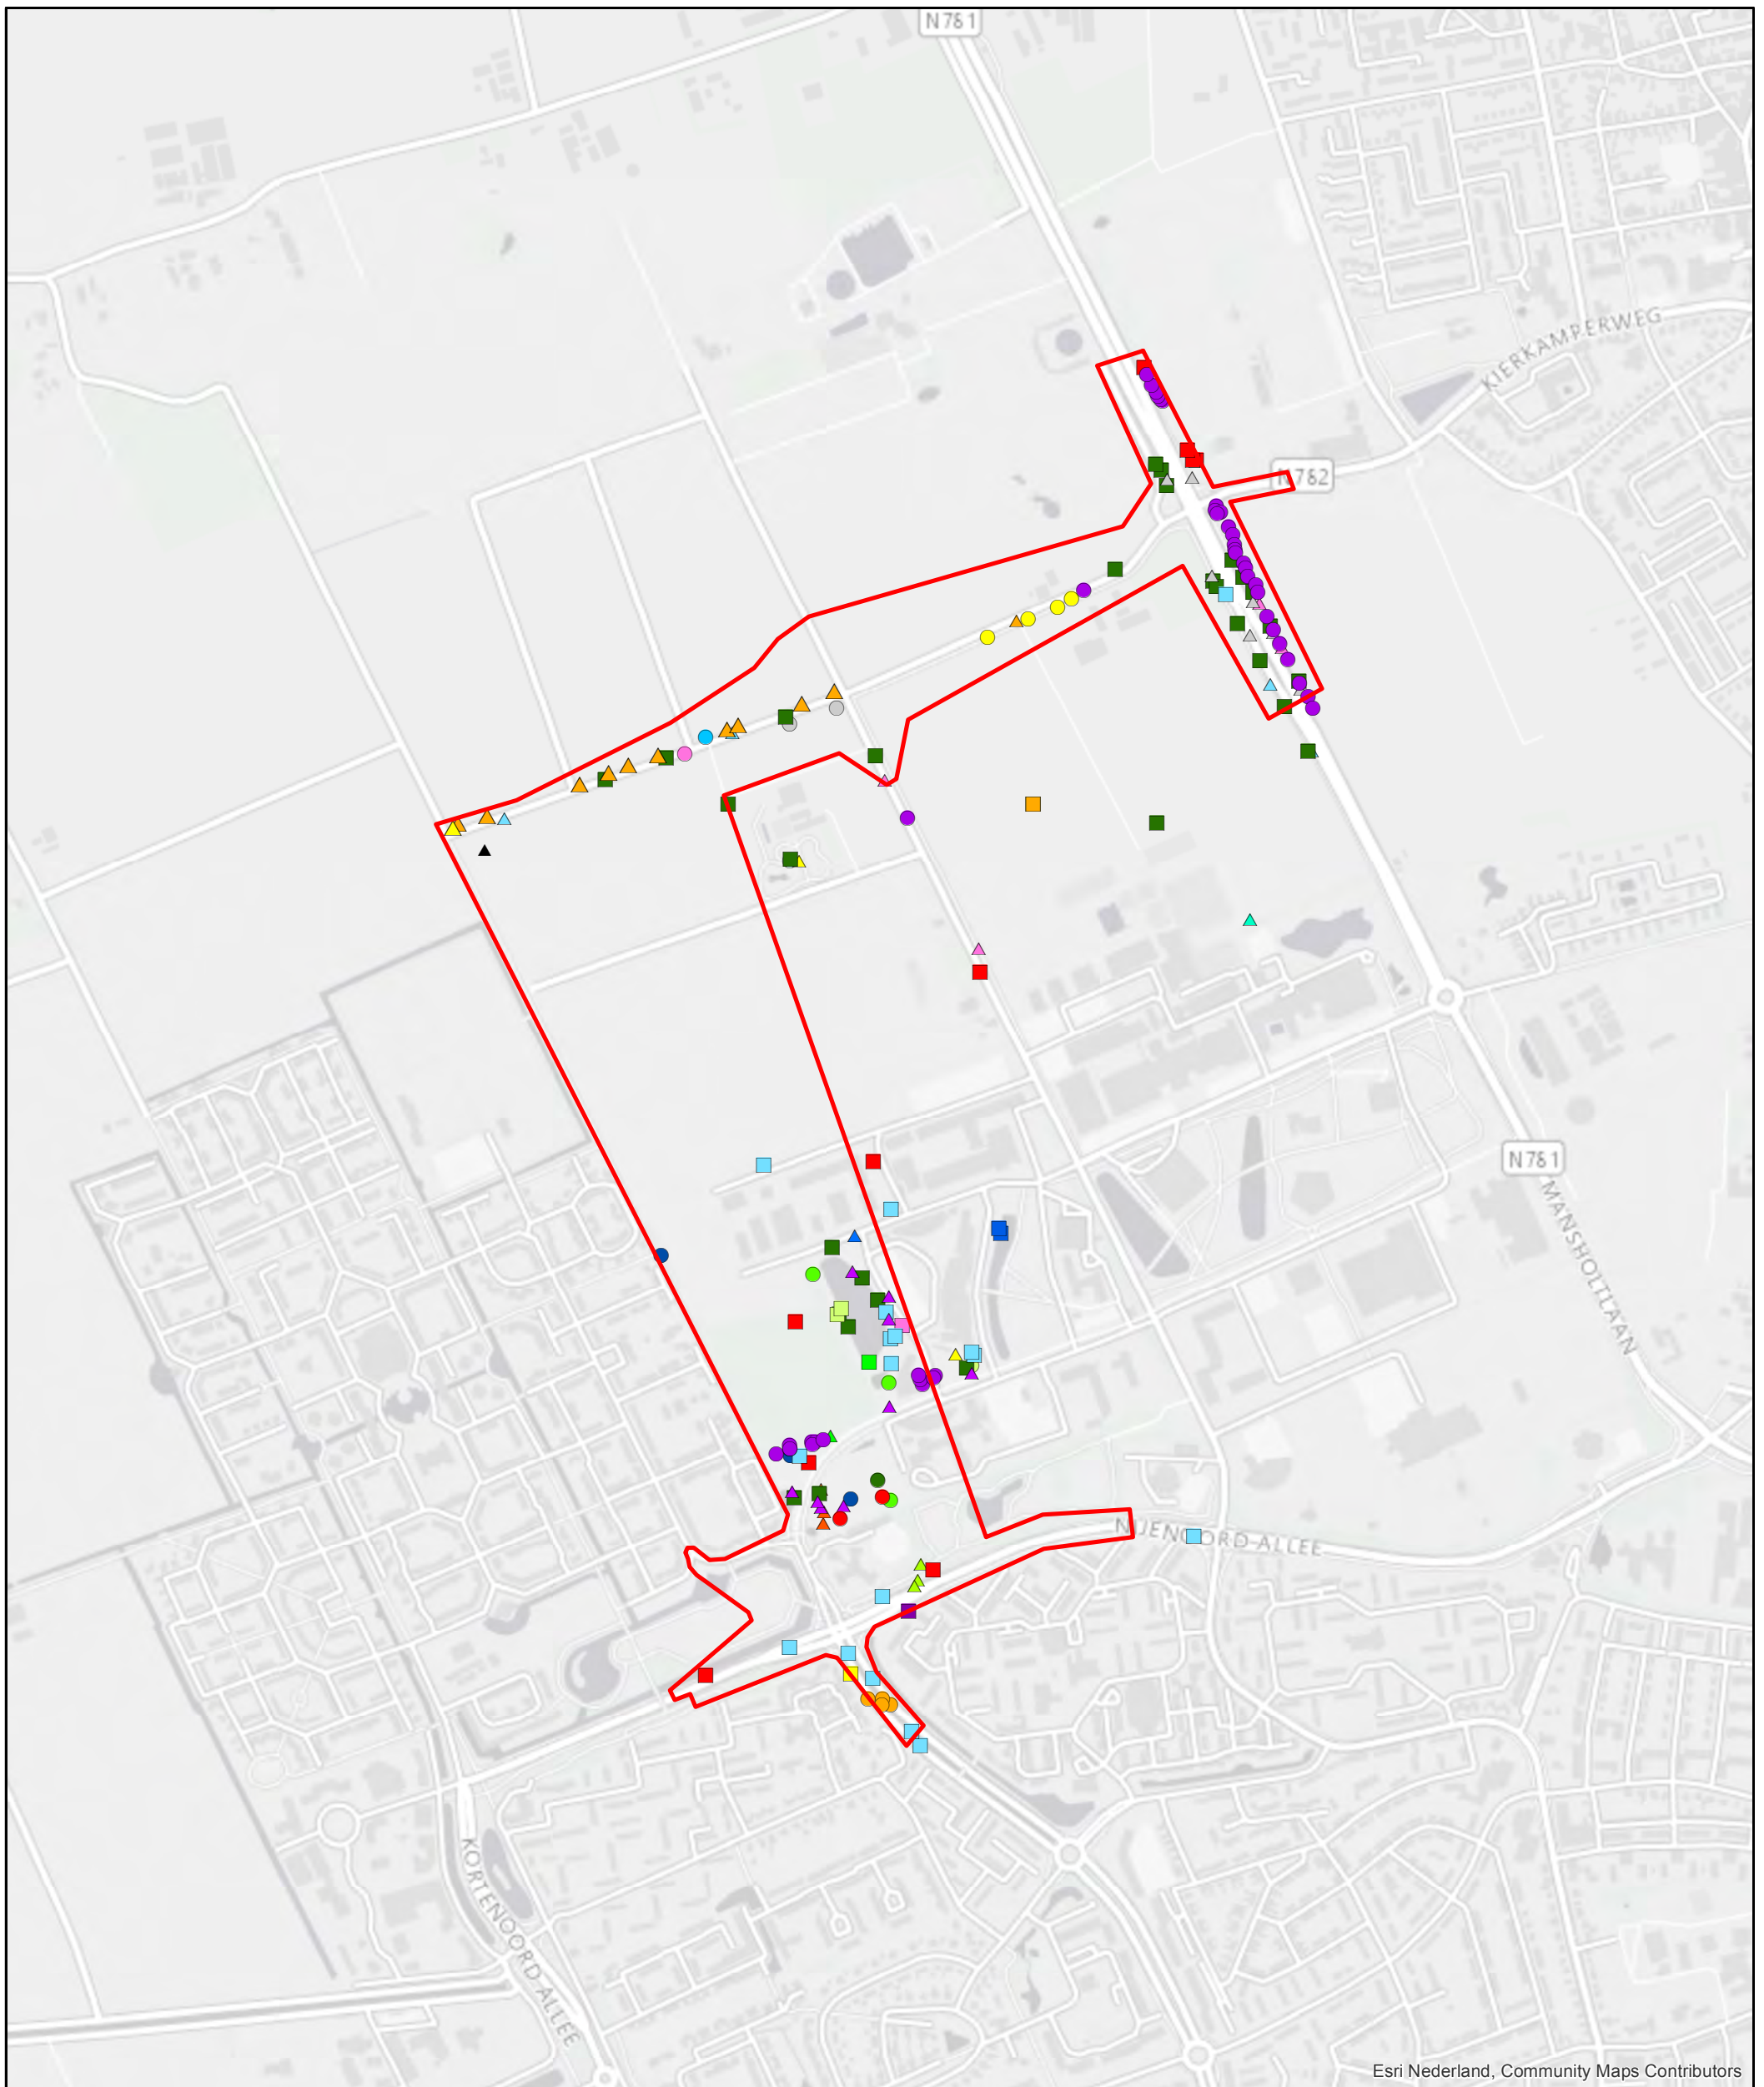 N781
KIERKAMPERWEG
N782
N781
MANSHOLTLAAN
NIJENOORD-ALLEE
KORTENOORD-ALLEE
Esri Nederland, Community Maps Contributors